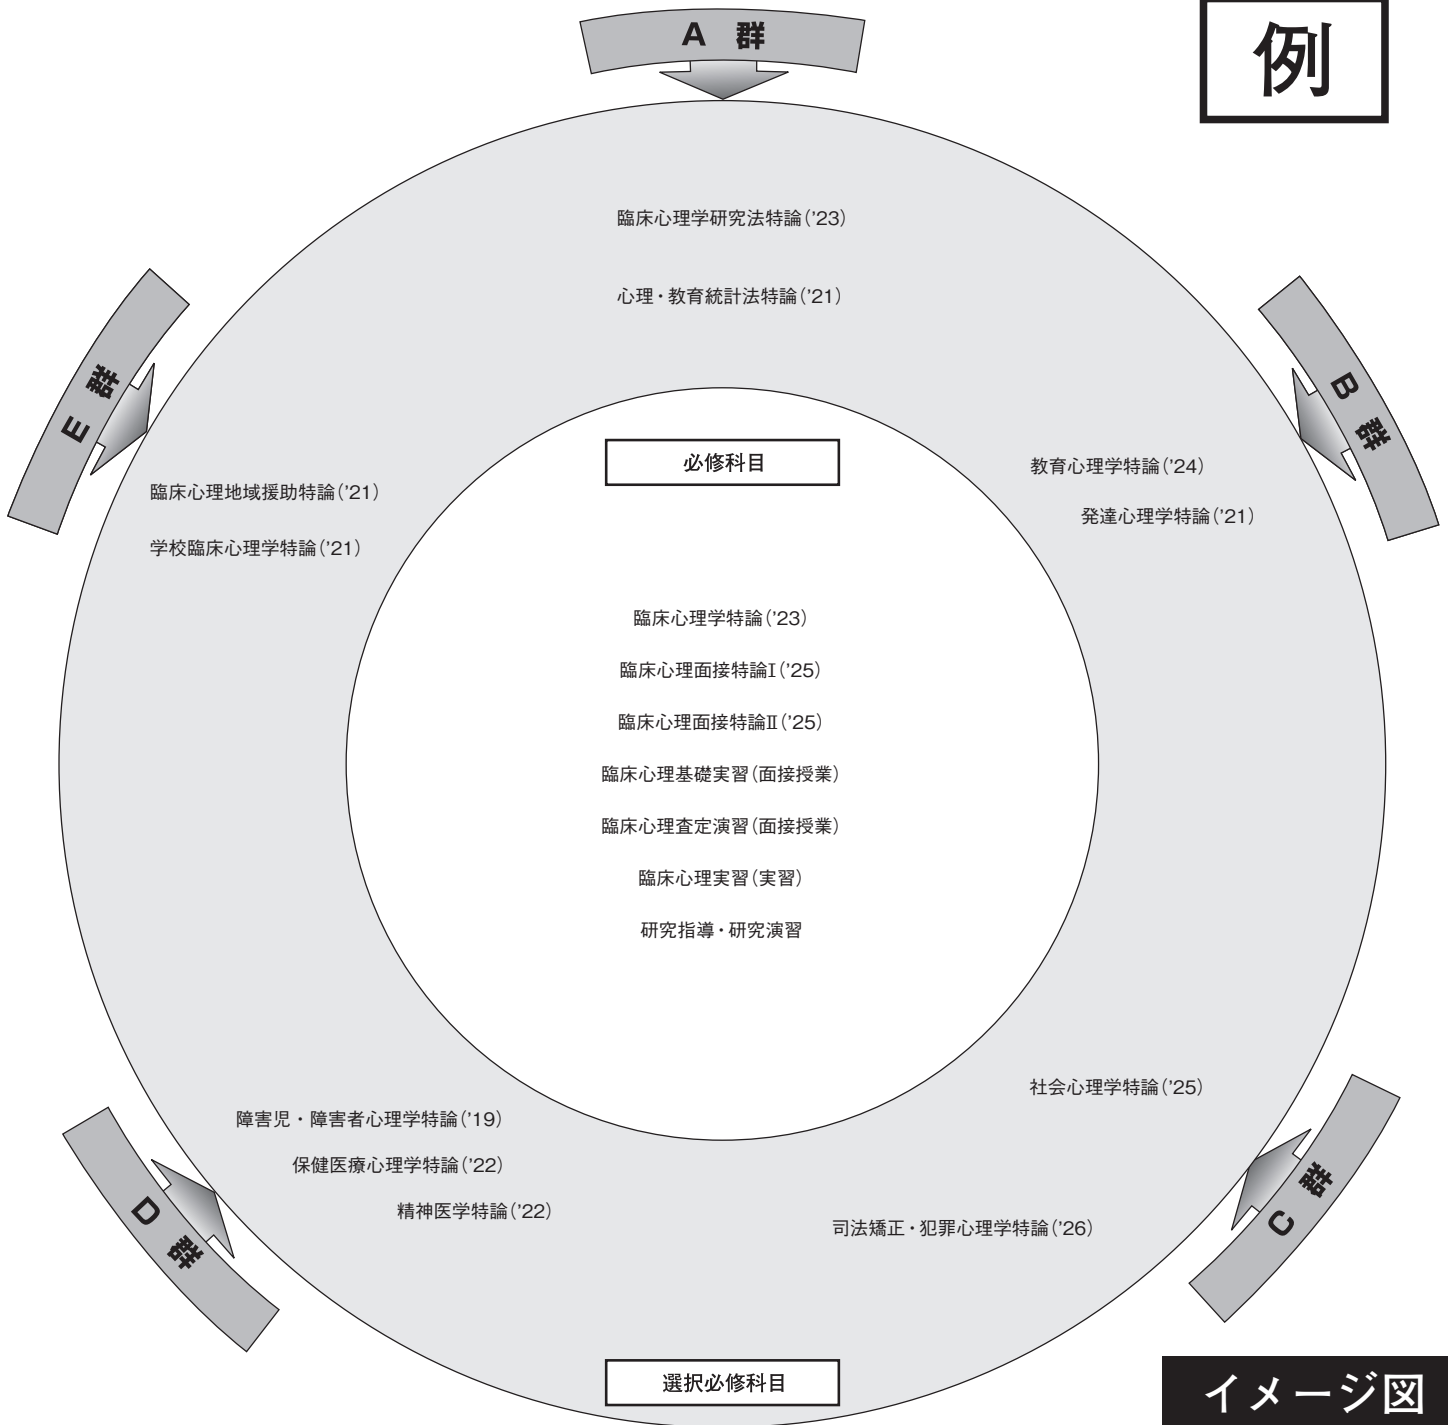 例
A 群
臨床心理学研究法特論(’23)
心理・教育統計法特論(’21)
B 群
教育心理学特論(’24)
発達心理学特論(’21)
E 群
臨床心理地域援助特論(’21)
学校臨床心理学特論(’21)
必修科目
臨床心理学特論(’23)
臨床心理面接特論Ⅰ(’25)
臨床心理面接特論Ⅱ(’25)
臨床心理基礎実習(面接授業)
臨床心理査定演習(面接授業)
臨床心理実習(実習)
研究指導・研究演習
C 群
社会心理学特論(’25)
司法矯正・犯罪心理学特論(’26)
D 群
障害児・障害者心理学特論(’19)
保健医療心理学特論(’22)
精神医学特論(’22)
選択必修科目
イメージ図